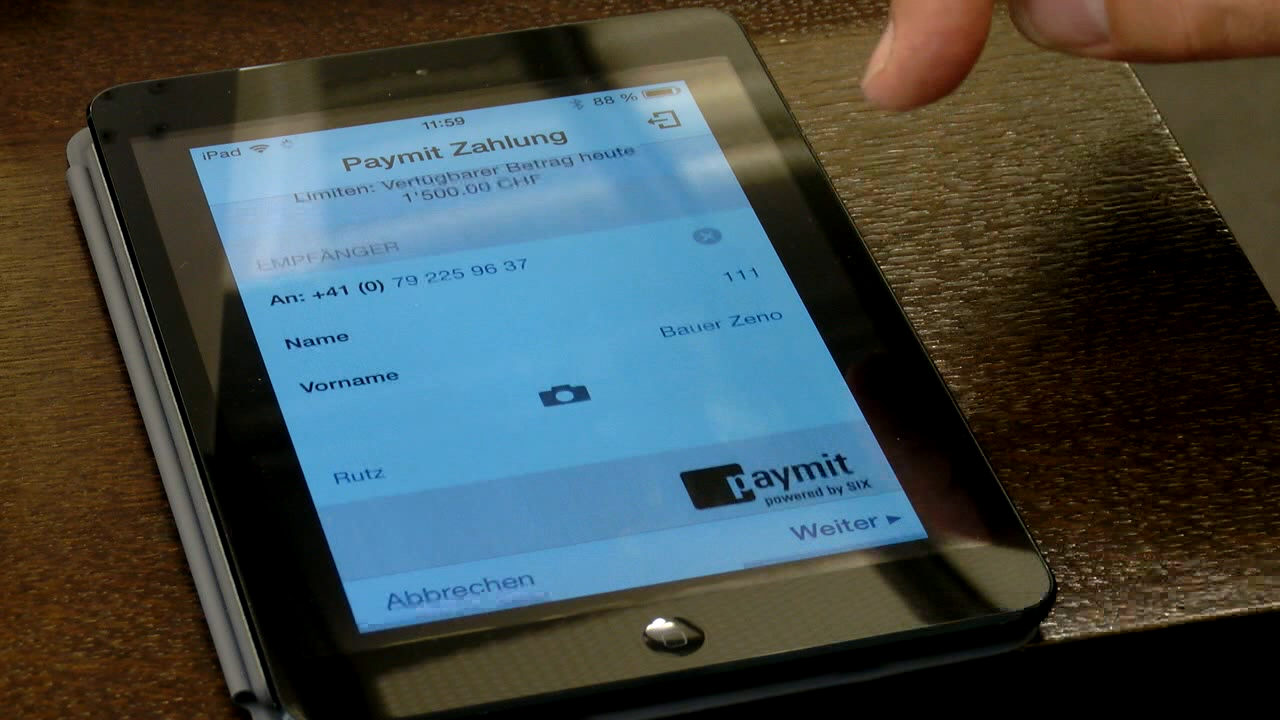 iPad 11:59 88 %
Paymit Zahlung
Limiten: Verfügbarer Betrag heute
1'500.00 CHF
EMPFÄNGER
An: +41 (0) 79 225 96 37
111
Name
Bauer Zeno
Vorname
Rutz
paymit
powered by SIX
Weiter
Abbrechen